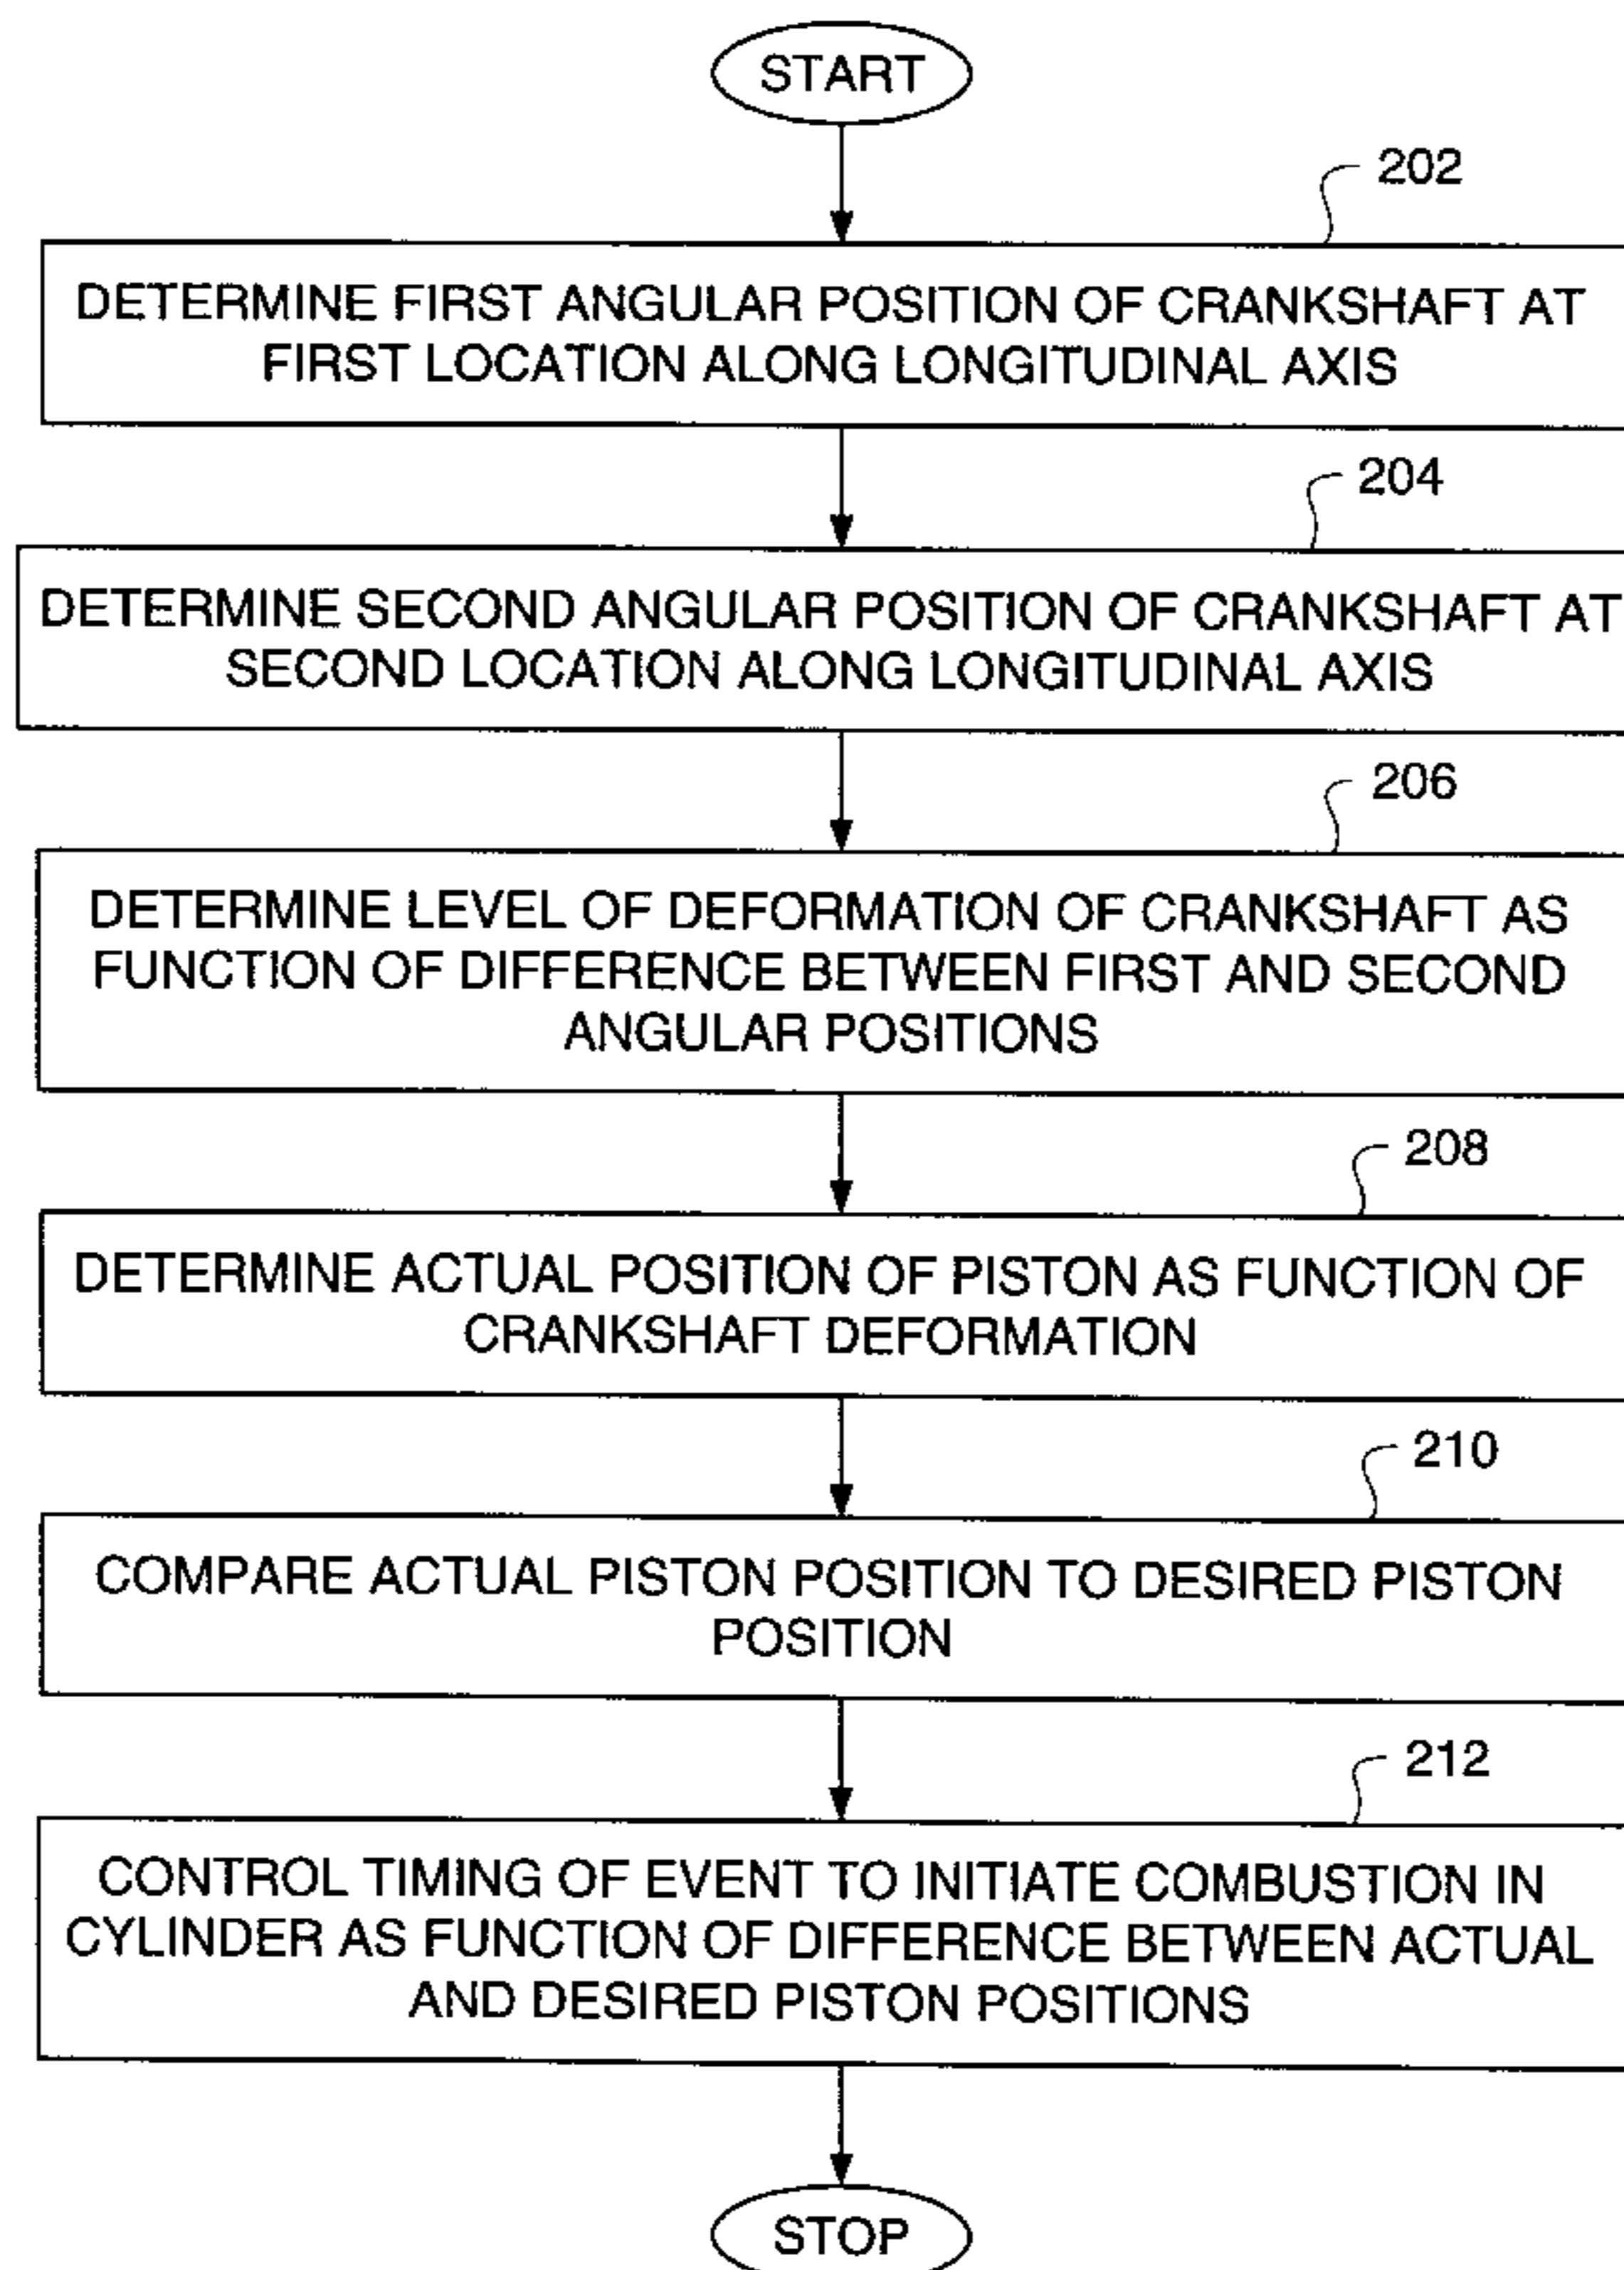 START
202
DETERMINE FIRST ANGULAR POSITION OF CRANKSHAFT AT
FIRST LOCATION ALONG LONGITUDINAL AXIS
204
DETERMINE SECOND ANGULAR POSITION OF CRANKSHAFT AT
SECOND LOCATION ALONG LONGITUDINAL AXIS
206
DETERMINE LEVEL OF DEFORMATION OF CRANKSHAFT AS
FUNCTION OF DIFFERENCE BETWEEN FIRST AND SECOND
ANGULAR POSITIONS
208
DETERMINE ACTUAL POSITION OF PISTON AS FUNCTION OF
CRANKSHAFT DEFORMATION
210
COMPARE ACTUAL PISTON POSITION TO DESIRED PISTON
POSITION
212
CONTROL TIMING OF EVENT TO INITIATE COMBUSTION IN
CYLINDER AS FUNCTION OF DIFFERENCE BETWEEN ACTUAL
AND DESIRED PISTON POSITIONS
STOP